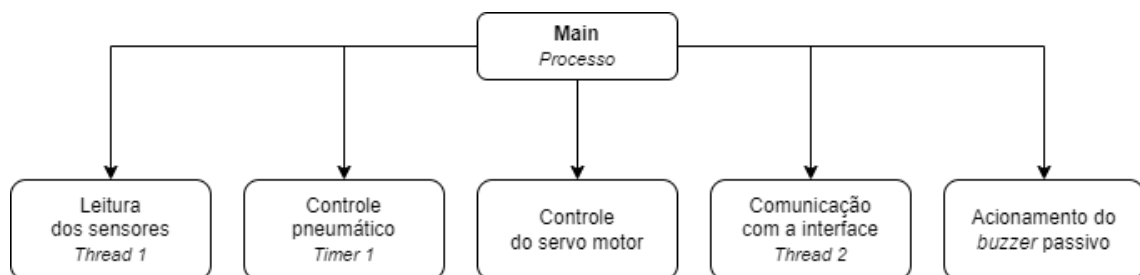 Main
Processo
Leitura
dos sensores
Thread 1
Controle
pneumático
Timer 1
Controle
do servo motor
Comunicação
com a interface
Thread 2
Acionamento do
buzzer passivo